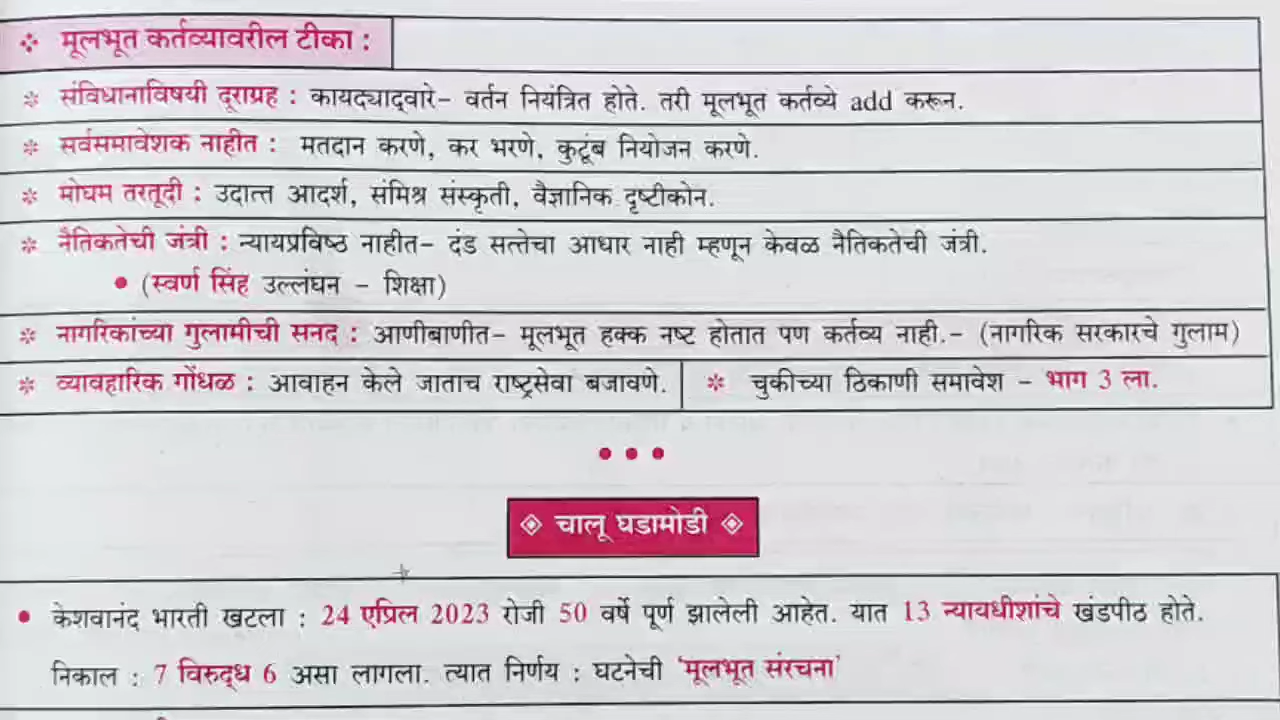 ❖ मूलभूत कर्तव्यावरील टीका :
* संविधानाविषयी दूराग्रह : कायद्याद्वारे- वर्तन नियंत्रित होते. तरी मूलभूत कर्तव्ये add करून.
* सर्वसमावेशक नाहीत : मतदान करणे, कर भरणे, कुटूंब नियोजन करणे.
* मोघम तरतूदी : उदात्त आदर्श, संमिश्र संस्कृती, वैज्ञानिक दृष्टीकोन.
* नैतिकतेची जंत्री : न्यायप्रविष्ठ नाहीत- दंड सत्तेचा आधार नाही म्हणून केवळ नैतिकतेची जंत्री.
• (स्वर्ण सिंह उल्लंघन - शिक्षा)
* नागरिकांच्या गुलामीची सनद : आणीबाणीत- मूलभूत हक्क नष्ट होतात पण कर्तव्य नाही.- (नागरिक सरकारचे गुलाम)
* व्यावहारिक गोंधळ : आवाहन केले जाताच राष्ट्रसेवा बजावणे. * चुकीच्या ठिकाणी समावेश - भाग 3 ला.
• • •
चालू घडामोडी
• केशवानंद भारती खटला : 24 एप्रिल 2023 रोजी 50 वर्षे पूर्ण झालेली आहेत. यात 13 न्यायधीशांचे खंडपीठ होते.
निकाल : 7 विरुद्ध 6 असा लागला. त्यात निर्णय : घटनेची 'मूलभूत संरचना'